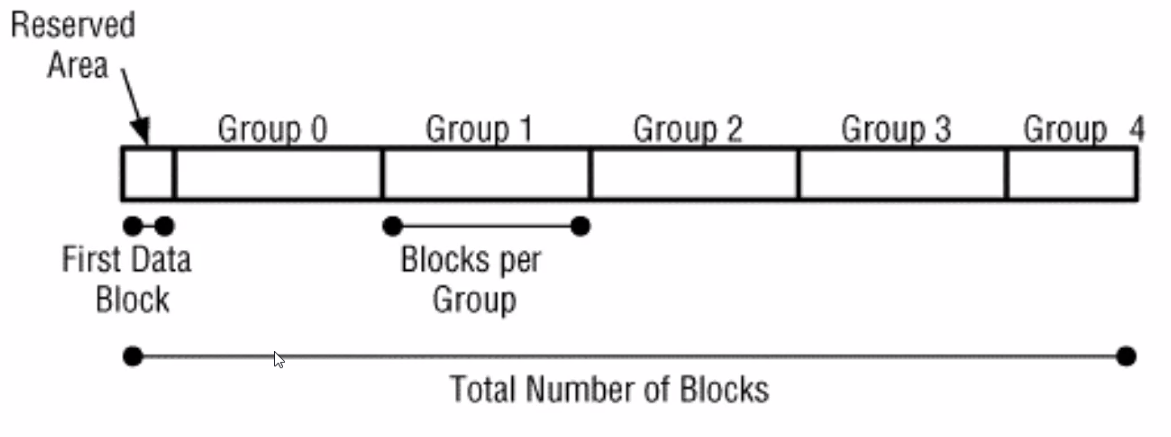 Reserved
Area
Group 0
Group 1
Group 2
Group 3
Group 4
First Data
Block
Blocks per
Group
Total Number of Blocks